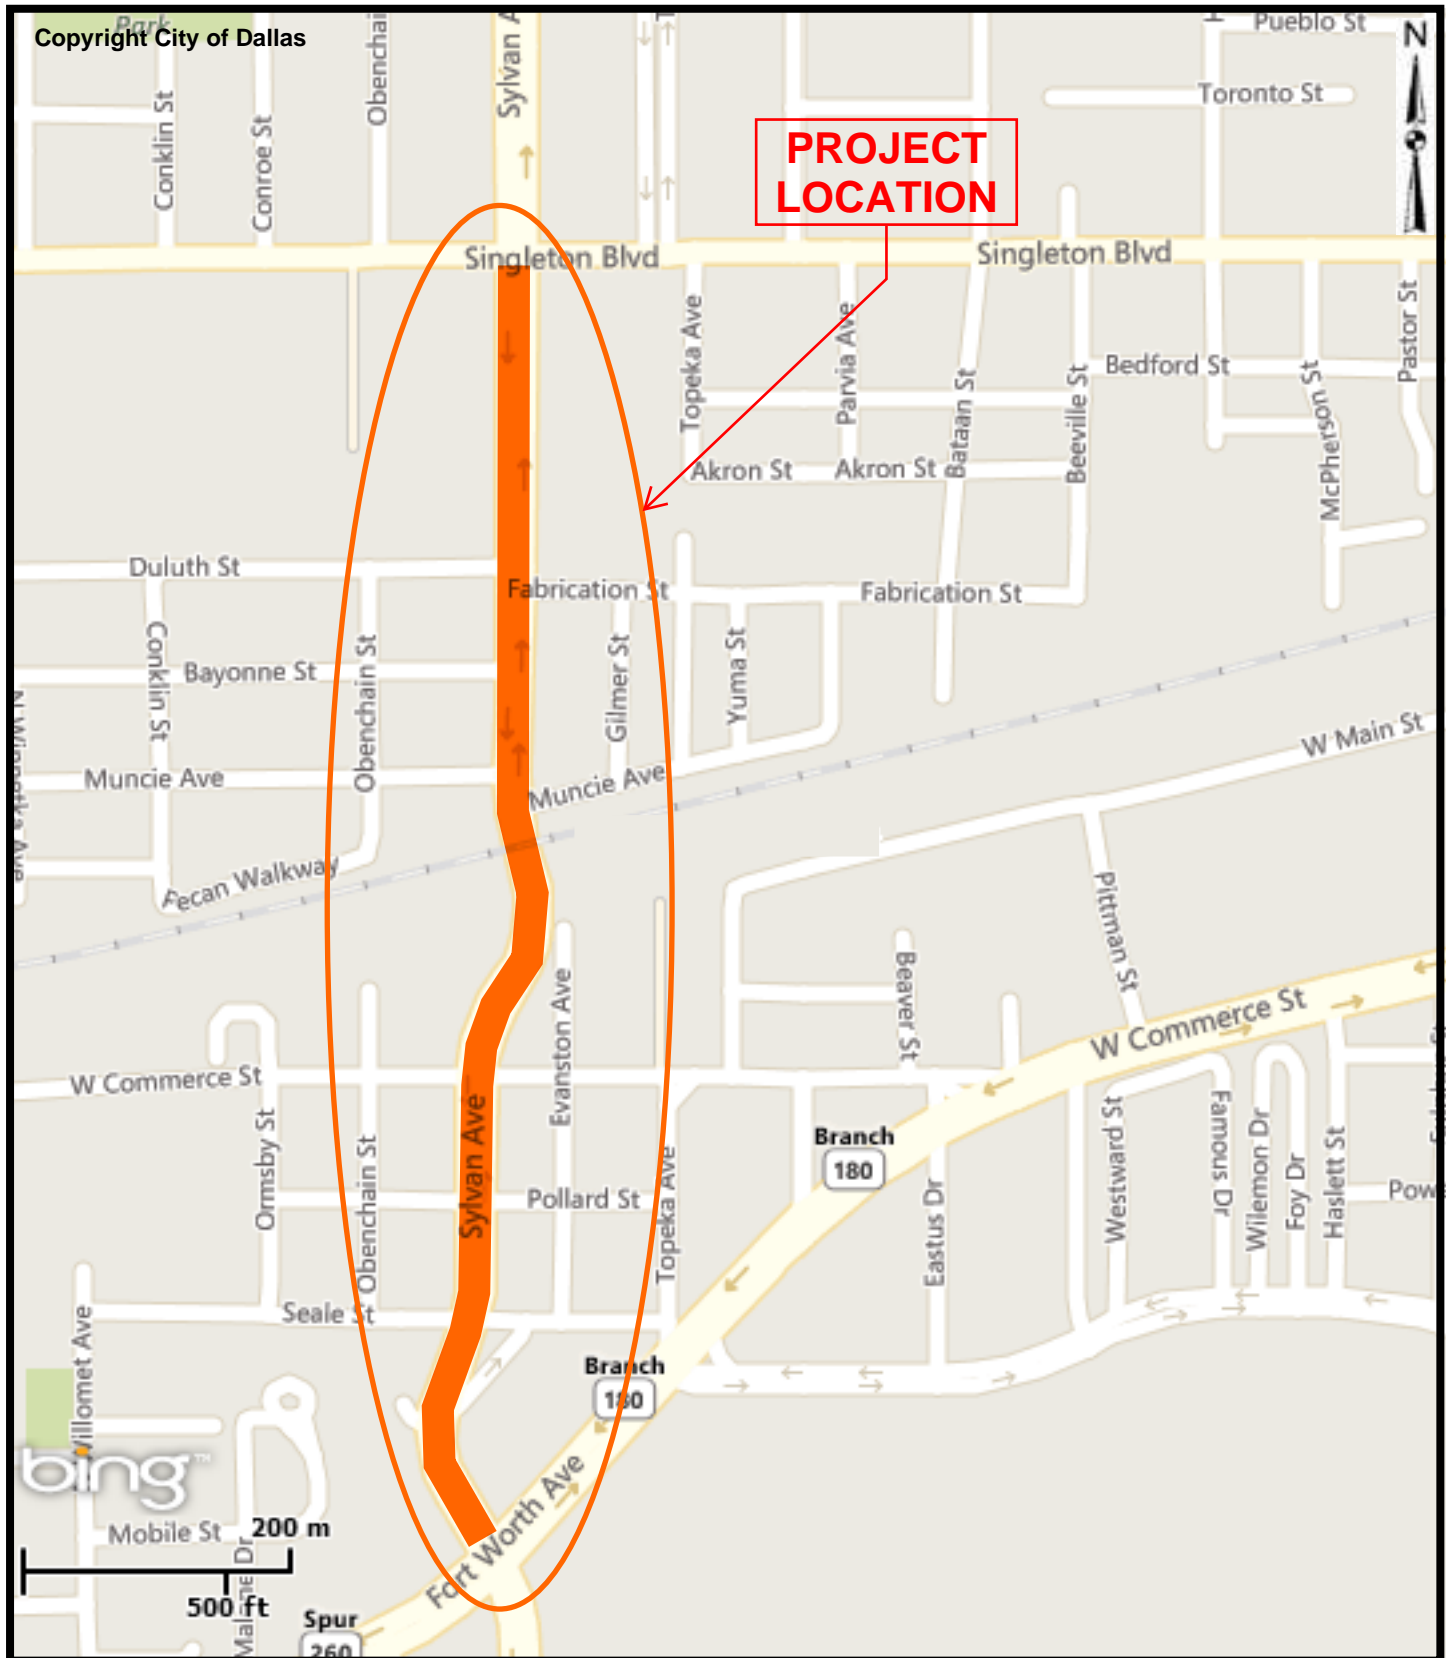 Park
Copyright City of Dallas
Conklin St
Conroe St
Obenchai
Sylvan A
Pueblo St
N
Toronto St
PROJECT
LOCATION
Singleton Blvd
Singleton Blvd
Topeka Ave
Parvia Ave
Bataan St
Beeville St
Bedford St
McPherson St
Pastor St
Akron St
Akron St
Duluth St
Fabrication St
Fabrication St
Conklin St
Bayonne St
Obenchain St
Gilmer St
Yuma St
Muncie Ave
Muncie Ave
W Main St
Pecan Walkway
Pittman St
Beaver St
Evanston Ave
W Commerce St
W Commerce St
Ormsby St
Obenchain St
Sylvan Ave
Pollard St
Topeka Ave
Branch
180
Eastus Dr
Westward St
Famous Dr
Wilemon Dr
Foy Dr
Haslett St
Pow
Seale St
Willomet Ave
Branch
180
bing™
Fort Worth Ave
Mobile St
200 m
500 ft
Spur
260